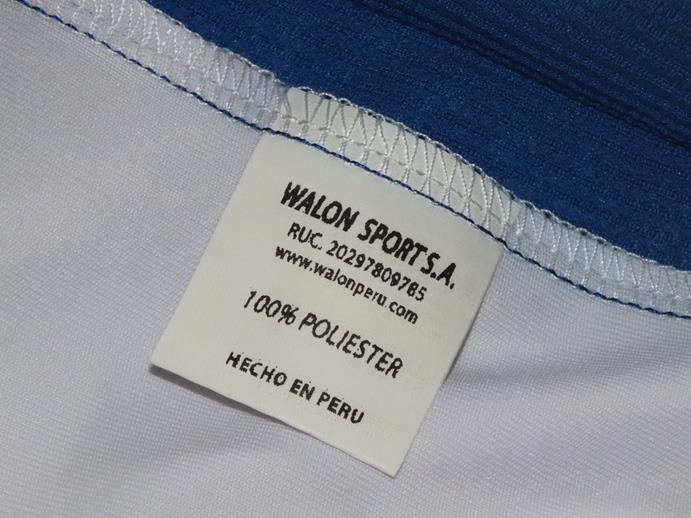 WALON SPORT S.A.
RUC. 20297809785
www.walonperu.com
100% POLIESTER
HECHO EN PERU